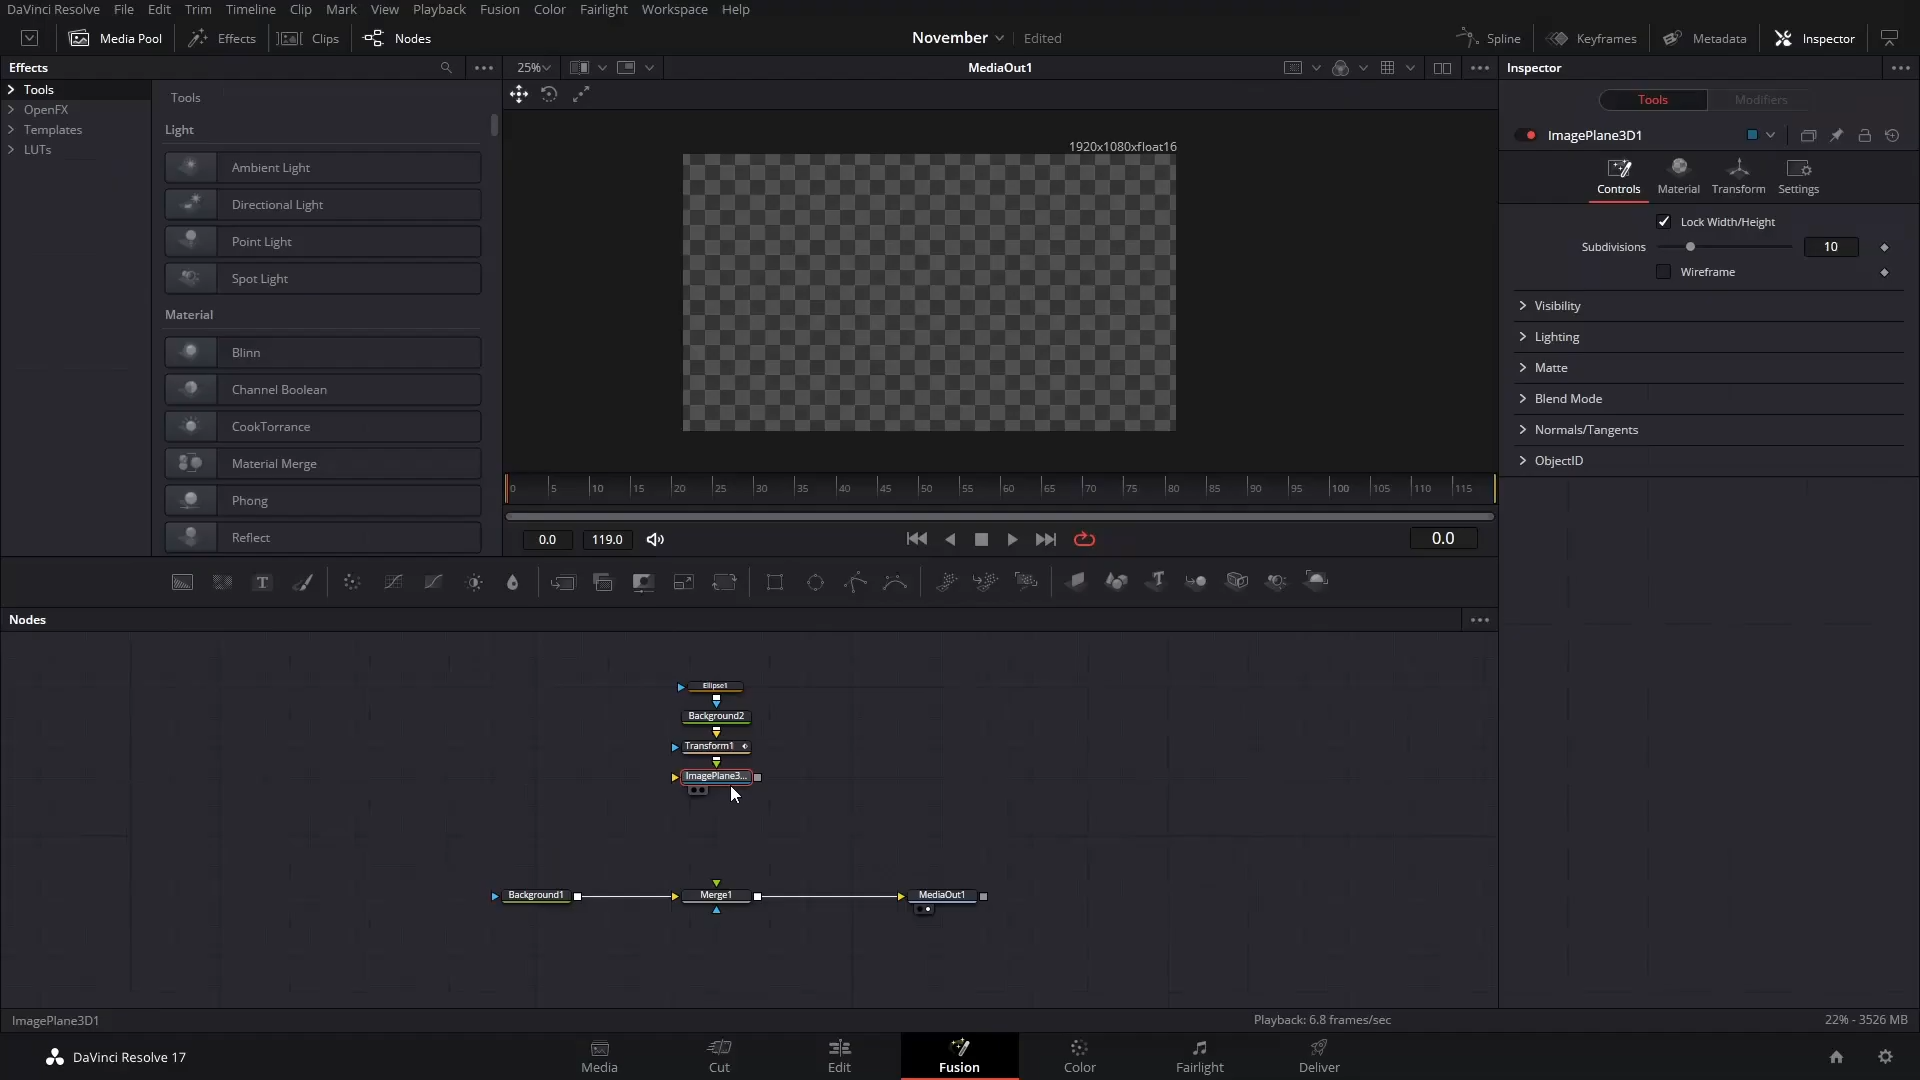 DaVinci Resolve File Edit Trim Timeline Clip Mark View Playback Fusion Color Fairlight Workspace Help
Media Pool Effects Clips Nodes November Edited Spline Keyframes Metadata Inspector
Effects 25% MediaOut1 Inspector
Tools
OpenFX
Templates
LUTs
Tools
Light
Ambient Light
Directional Light
Point Light
Spot Light
Material
Blinn
Channel Boolean
CookTorrance
Material Merge
Phong
Reflect
1920x1080xfloat16
0 5 10 15 20 25 30 35 40 45 50 55 60 65 70 75 80 85 90 95 100 105 110 115
0.0 119.0 0.0
Tools Modifiers
ImagePlane3D1
Controls Material Transform Settings
Lock Width/Height
Subdivisions 10
Wireframe
Visibility
Lighting
Matte
Blend Mode
Normals/Tangents
ObjectID
T T
Nodes
Ellipse1
Background2
Transform1
ImagePlane3...
Background1 Merge1 MediaOut1
ImagePlane3D1 Playback: 6.8 frames/sec 22% - 3526 MB
DaVinci Resolve 17 Media Cut Edit Fusion Color Fairlight Deliver